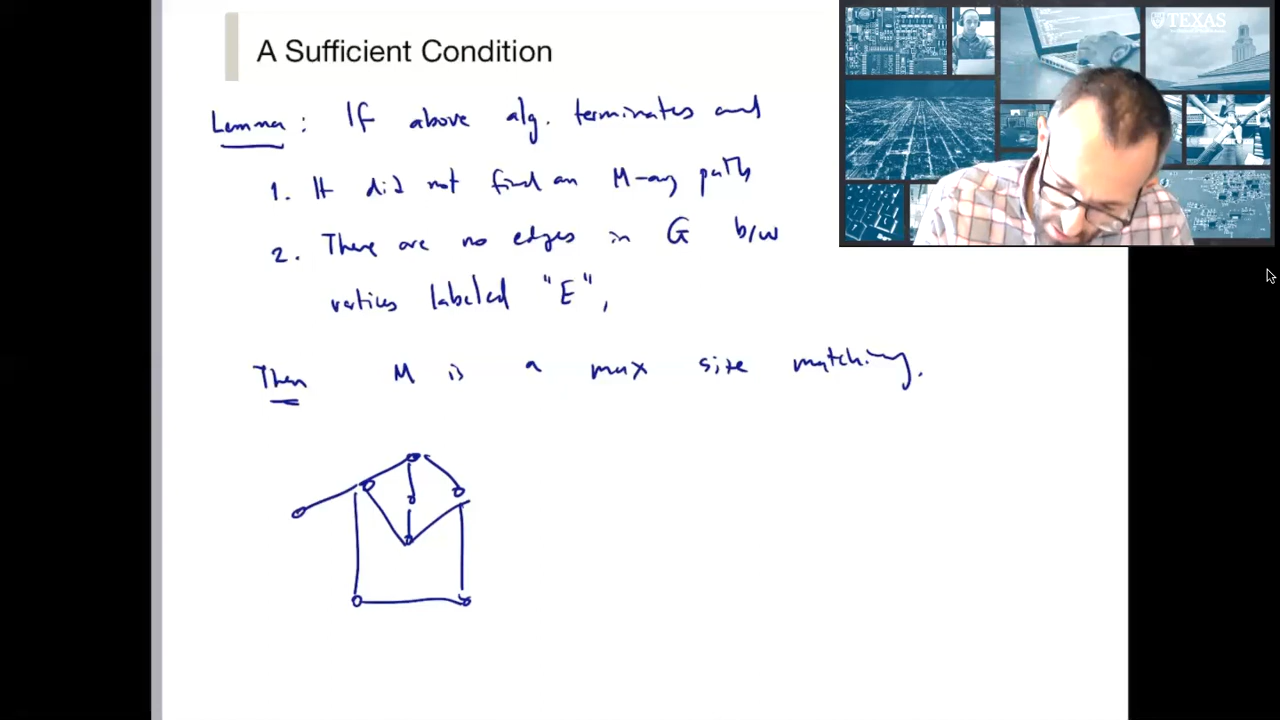 A Sufficient Condition
TEXAS
Lemma: If above alg. terminates and
1. It did not find an M-aug path
2. There are no edges in G b/w
vertices labeled "E",
Then M is a max size matching.